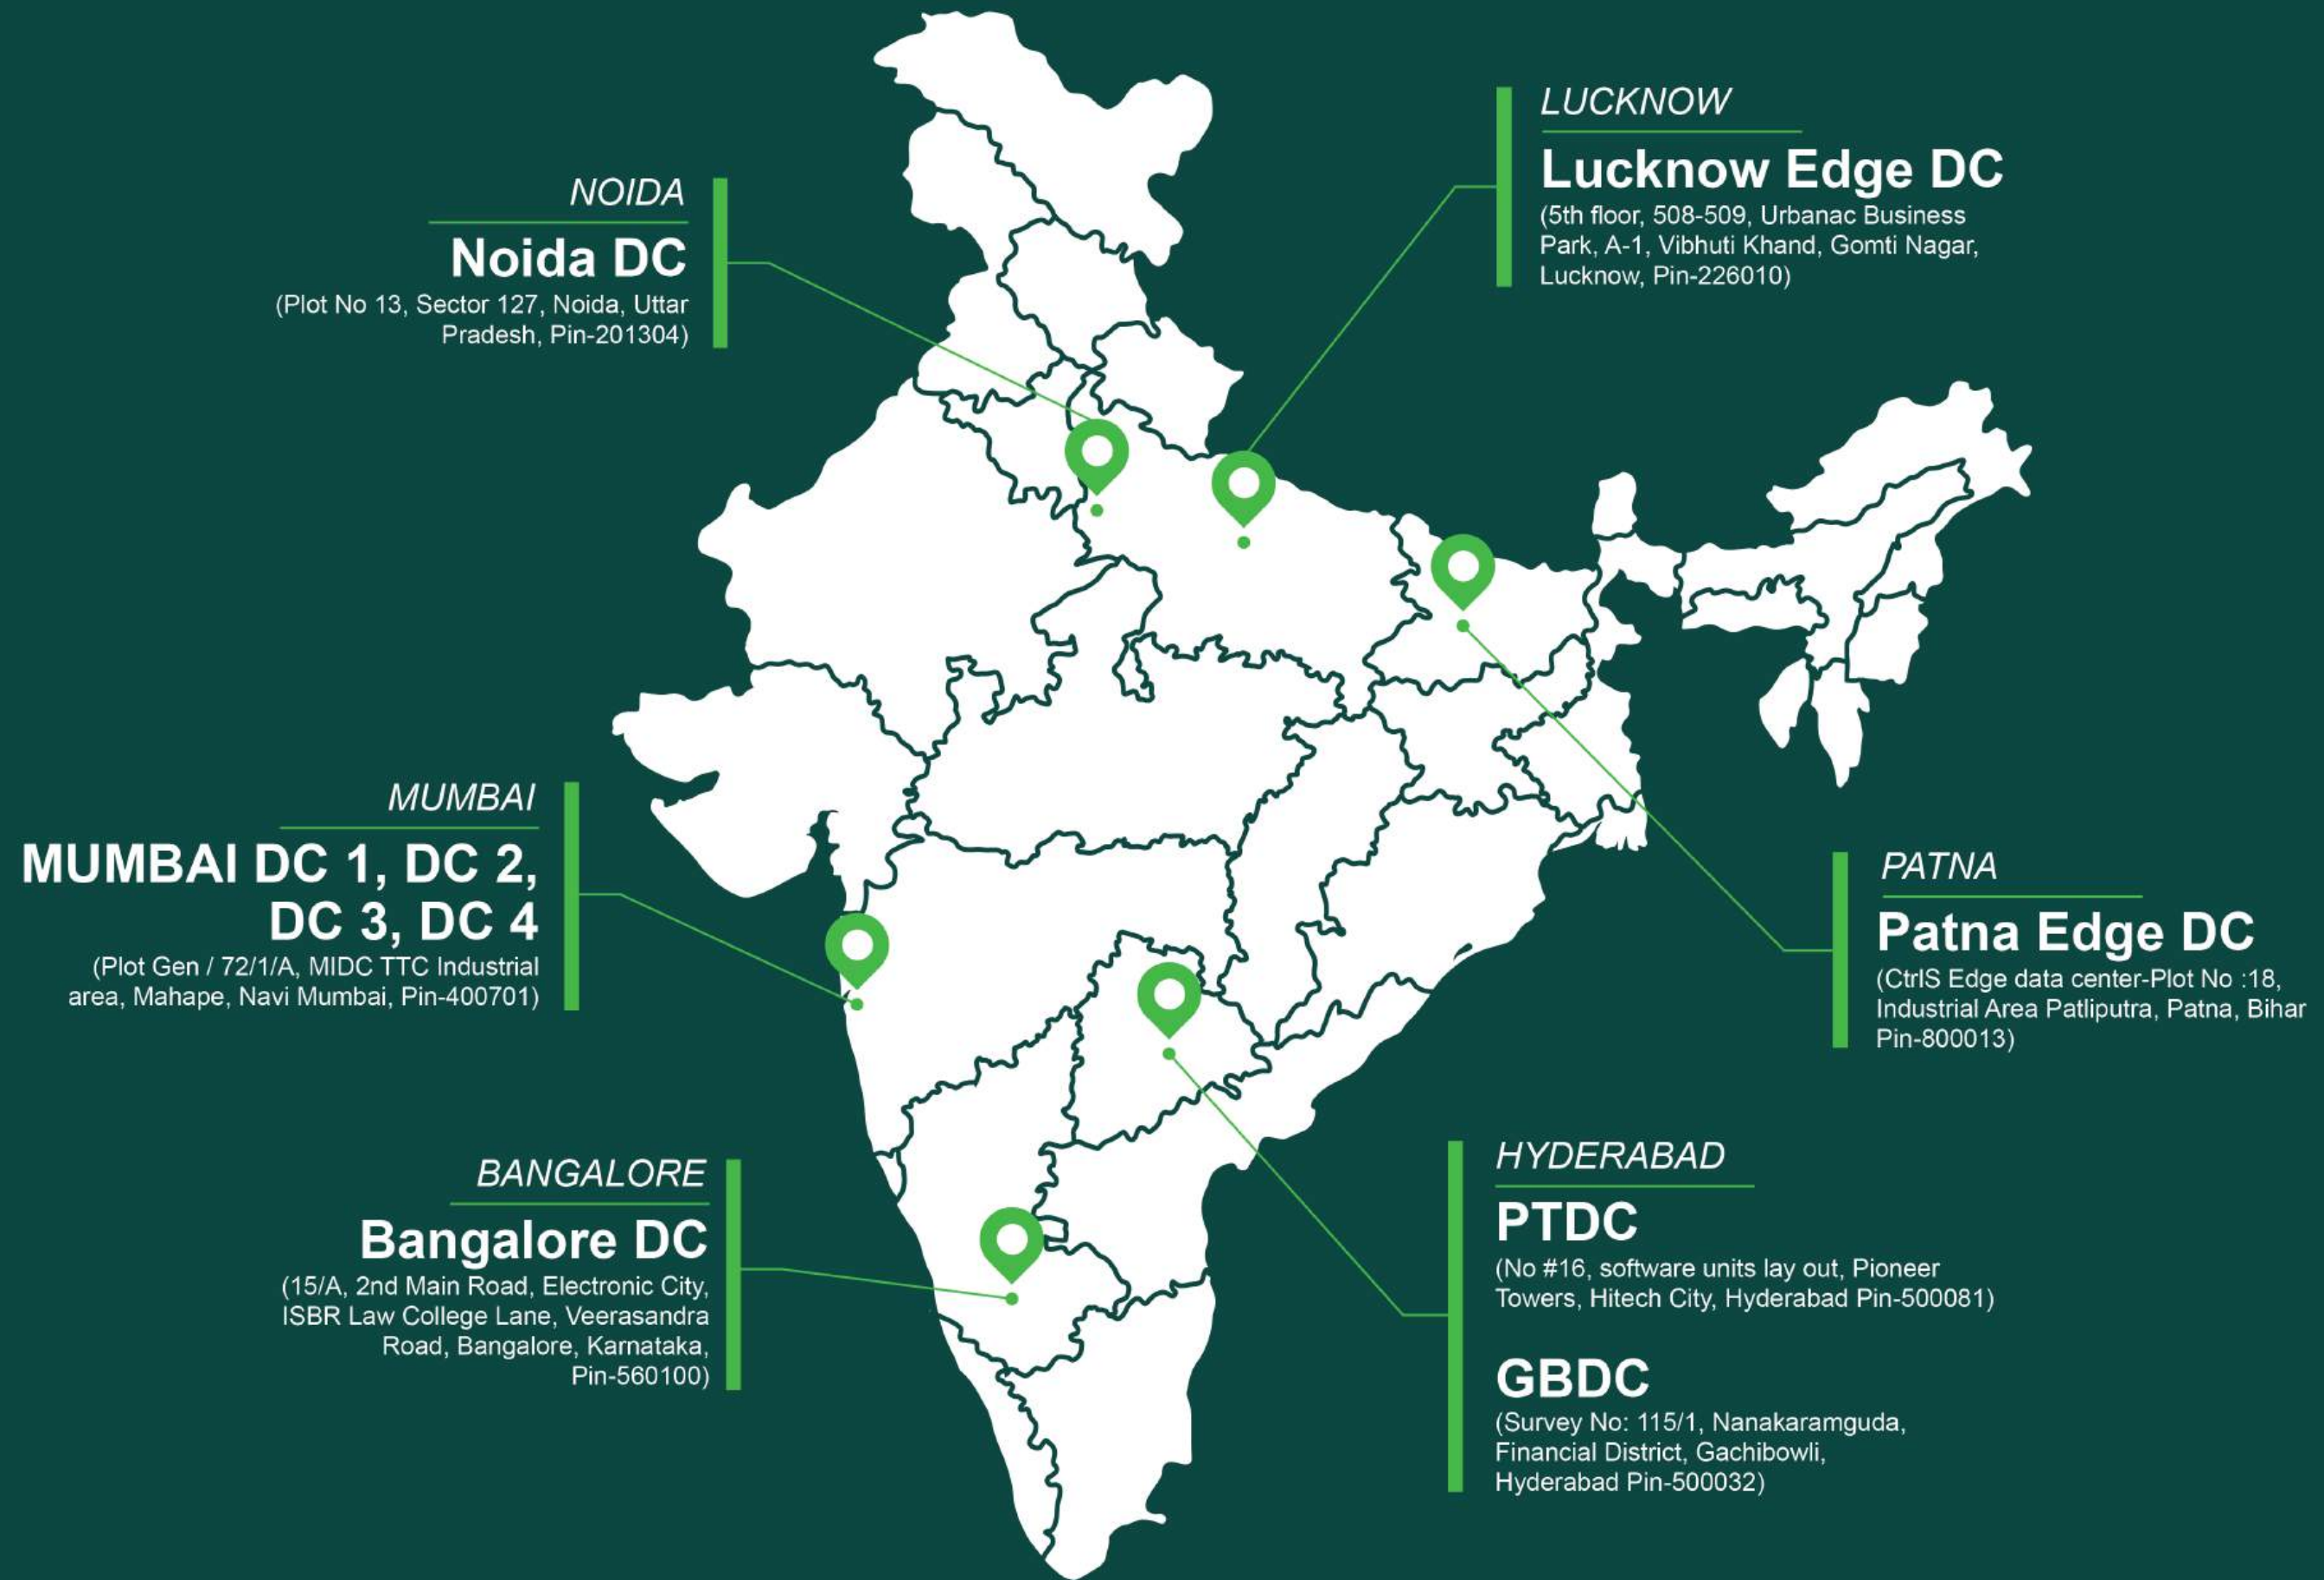 LUCKNOW
Lucknow Edge DC
(5th floor, 508-509, Urbanac Business
Park, A-1, Vibhuti Khand, Gomti Nagar,
Lucknow, Pin-226010)
NOIDA
Noida DC
(Plot No 13, Sector 127, Noida, Uttar
Pradesh, Pin-201304)
MUMBAI
MUMBAI DC 1, DC 2,
DC 3, DC 4
(Plot Gen / 72/1/A, MIDC TTC Industrial
area, Mahape, Navi Mumbai, Pin-400701)
PATNA
Patna Edge DC
(CtrlS Edge data center-Plot No :18,
Industrial Area Patliputra, Patna, Bihar
Pin-800013)
BANGALORE
Bangalore DC
(15/A, 2nd Main Road, Electronic City,
ISBR Law College Lane, Veerasandra
Road, Bangalore, Karnataka,
Pin-560100)
HYDERABAD
PTDC
(No #16, software units lay out, Pioneer
Towers, Hitech City, Hyderabad Pin-500081)
GBDC
(Survey No: 115/1, Nanakaramguda,
Financial District, Gachibowli,
Hyderabad Pin-500032)